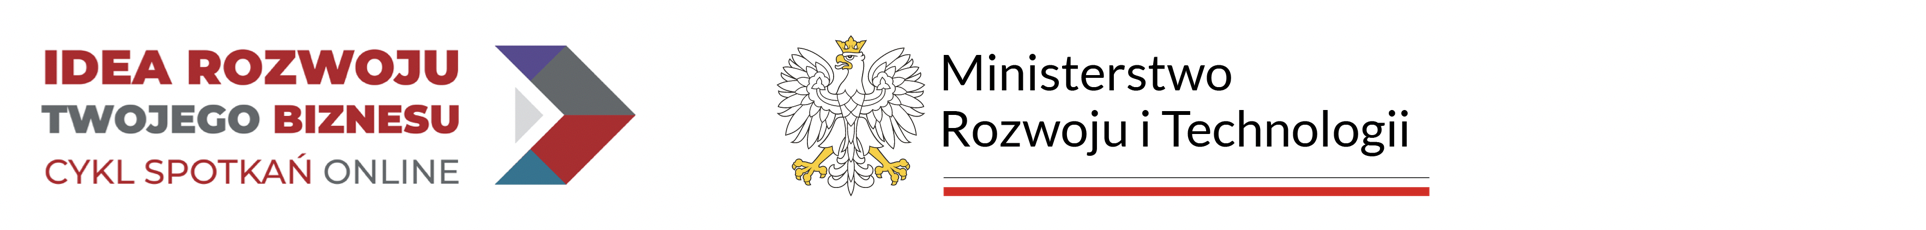 IDEA ROZWOJU
TWOJEGO BIZNESU
CYKL SPOTKAŃ ONLINE
Ministerstwo
Rozwoju i Technologii